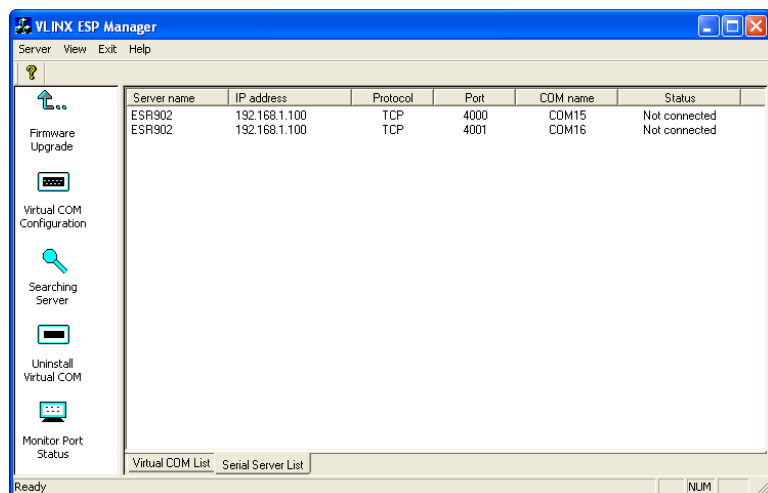 VLINX ESP Manager
Server View Exit Help
Firmware
Upgrade
Virtual COM
Configuration
Searching
Server
Uninstall
Virtual COM
Monitor Port
Status
Server name IP address Protocol Port COM name Status
ESR902 192.168.1.100 TCP 4000 COM15 Not connected
ESR902 192.168.1.100 TCP 4001 COM16 Not connected
Virtual COM List Serial Server List
Ready NUM